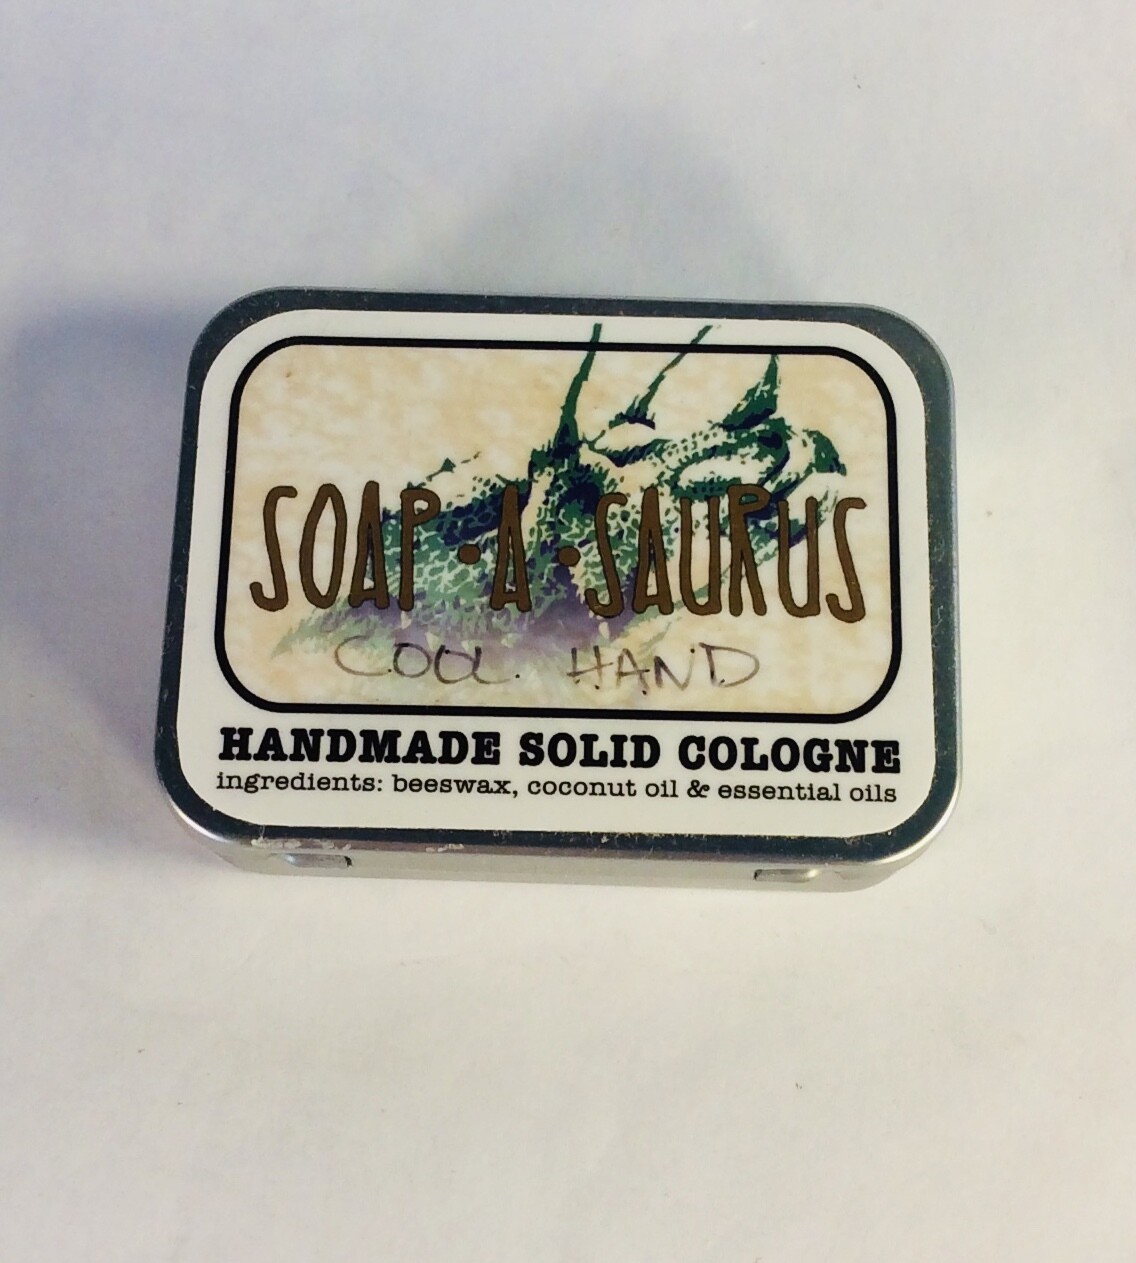 SOAP•A•SAURUS
COOL HAND
HANDMADE SOLID COLOGNE
ingredients: beeswax, coconut oil & essential oils